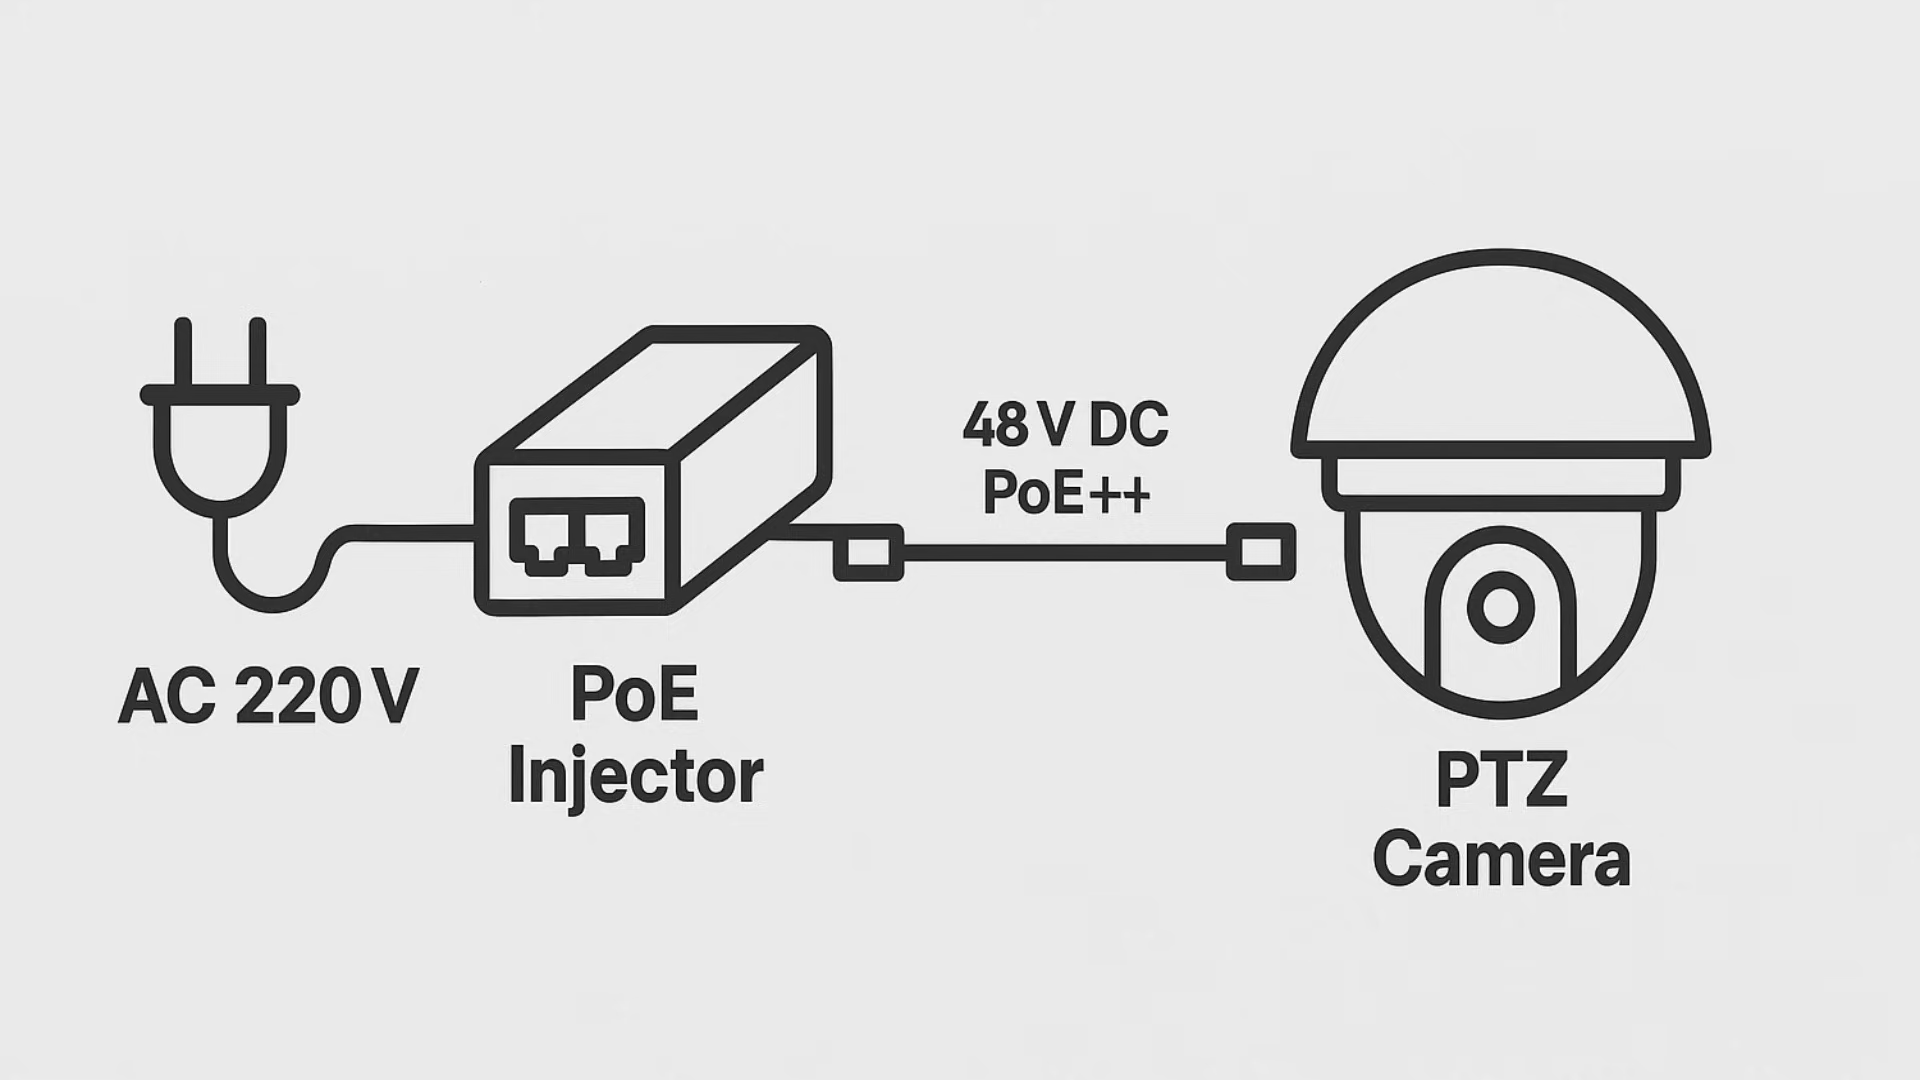 48 V DC
PoE++
AC 220 V
PoE
Injector
PTZ
Camera